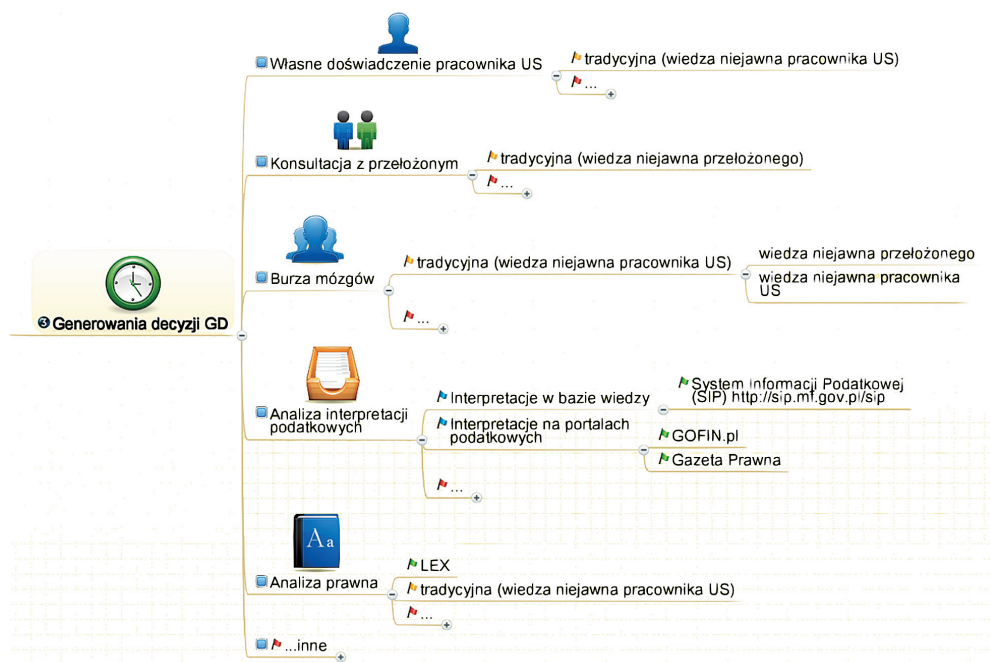 Własne doświadczenie pracownika US
tradycyjna (wiedza niejawna pracownika US)
...
Konsultacja z przełożonym
tradycyjna (wiedza niejawna przełożonego)
...
3 Generowania decyzji GD
Burza mózgów
tradycyjna (wiedza niejawna pracownika US)
wiedza niejawna przełożonego
wiedza niejawna pracownika
US
...
Analiza interpretacji
podatkowych
Interpretacje w bazie wiedzy
System Informacji Podatkowej
(SIP) http://sip.mf.gov.pl/sip
Interpretacje na portalach
podatkowych
GOFIN.pl
Gazeta Prawna
...
Aa
Analiza prawna
LEX
tradycyjna (wiedza niejawna pracownika US)
...
...inne